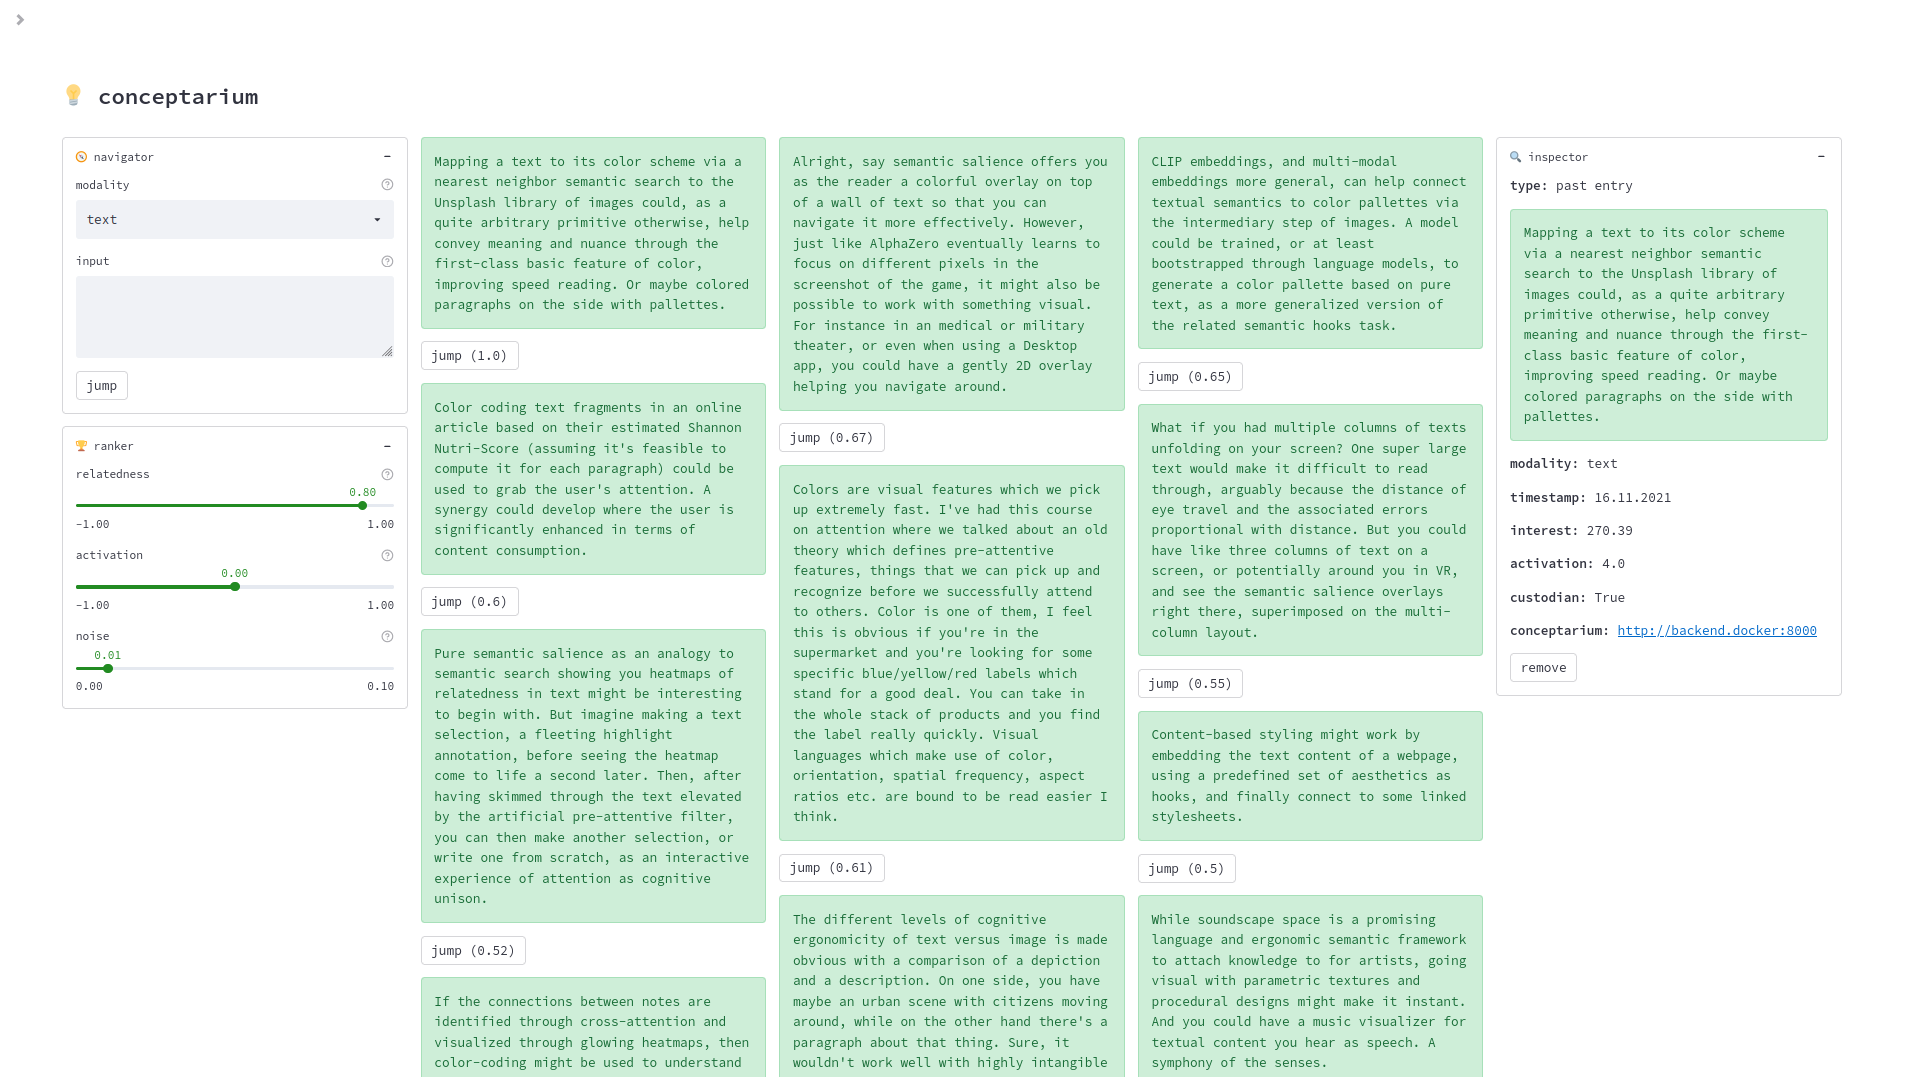 conceptarium
navigator
modality
text
input
jump
ranker
relatedness
0.80
-1.00 1.00
activation
0.00
-1.00 1.00
noise
0.01
0.00 0.10
Mapping a text to its color scheme via a
nearest neighbor semantic search to the
Unsplash library of images could, as a
quite arbitrary primitive otherwise, help
convey meaning and nuance through the
first-class basic feature of color,
improving speed reading. Or maybe colored
paragraphs on the side with pallettes.
jump (1.0)
Color coding text fragments in an online
article based on their estimated Shannon
Nutri-Score (assuming it's feasible to
compute it for each paragraph) could be
used to grab the user's attention. A
synergy could develop where the user is
significantly enhanced in terms of
content consumption.
jump (0.6)
Pure semantic salience as an analogy to
semantic search showing you heatmaps of
relatedness in text might be interesting
to begin with. But imagine making a text
selection, a fleeting highlight
annotation, before seeing the heatmap
come to life a second later. Then, after
having skimmed through the text elevated
by the artificial pre-attentive filter,
you can then make another selection, or
write one from scratch, as an interactive
experience of attention as cognitive
unison.
jump (0.52)
If the connections between notes are
identified through cross-attention and
visualized through glowing heatmaps, then
color-coding might be used to understand
Alright, say semantic salience offers you
as the reader a colorful overlay on top
of a wall of text so that you can
navigate it more effectively. However,
just like AlphaZero eventually learns to
focus on different pixels in the
screenshot of the game, it might also be
possible to work with something visual.
For instance in an medical or military
theater, or even when using a Desktop
app, you could have a gently 2D overlay
helping you navigate around.
jump (0.67)
Colors are visual features which we pick
up extremely fast. I've had this course
on attention where we talked about an old
theory which defines pre-attentive
features, things that we can pick up and
recognize before we successfully attend
to others. Color is one of them, I feel
this is obvious if you're in the
supermarket and you're looking for some
specific blue/yellow/red labels which
stand for a good deal. You can take in
the whole stack of products and you find
the label really quickly. Visual
languages which make use of color,
orientation, spatial frequency, aspect
ratios etc. are bound to be read easier I
think.
jump (0.61)
The different levels of cognitive
ergonomicity of text versus image is made
obvious with a comparison of a depiction
and a description. On one side, you have
maybe an urban scene with citizens moving
around, while on the other hand there's a
paragraph about that thing. Sure, it
wouldn't work well with highly intangible
CLIP embeddings, and multi-modal
embeddings more general, can help connect
textual semantics to color pallettes via
the intermediary step of images. A model
could be trained, or at least
bootstrapped through language models, to
generate a color pallette based on pure
text, as a more generalized version of
the related semantic hooks task.
jump (0.65)
What if you had multiple columns of texts
unfolding on your screen? One super large
text would make it difficult to read
through, arguably because the distance of
eye travel and the associated errors
proportional with distance. But you could
have like three columns of text on a
screen, or potentially around you in VR,
and see the semantic salience overlays
right there, superimposed on the multi-
column layout.
jump (0.55)
Content-based styling might work by
embedding the text content of a webpage,
using a predefined set of aesthetics as
hooks, and finally connect to some linked
stylesheets.
jump (0.5)
While soundscape space is a promising
language and ergonomic semantic framework
to attach knowledge to for artists, going
visual with parametric textures and
procedural designs might make it instant.
And you could have a music visualizer for
textual content you hear as speech. A
symphony of the senses.
inspector
type: past entry
Mapping a text to its color scheme
via a nearest neighbor semantic
search to the Unsplash library of
images could, as a quite arbitrary
primitive otherwise, help convey
meaning and nuance through the first-
class basic feature of color,
improving speed reading. Or maybe
colored paragraphs on the side with
pallettes.
modality: text
timestamp: 16.11.2021
interest: 270.39
activation: 4.0
custodian: True
conceptarium: http://backend.docker:8000
remove